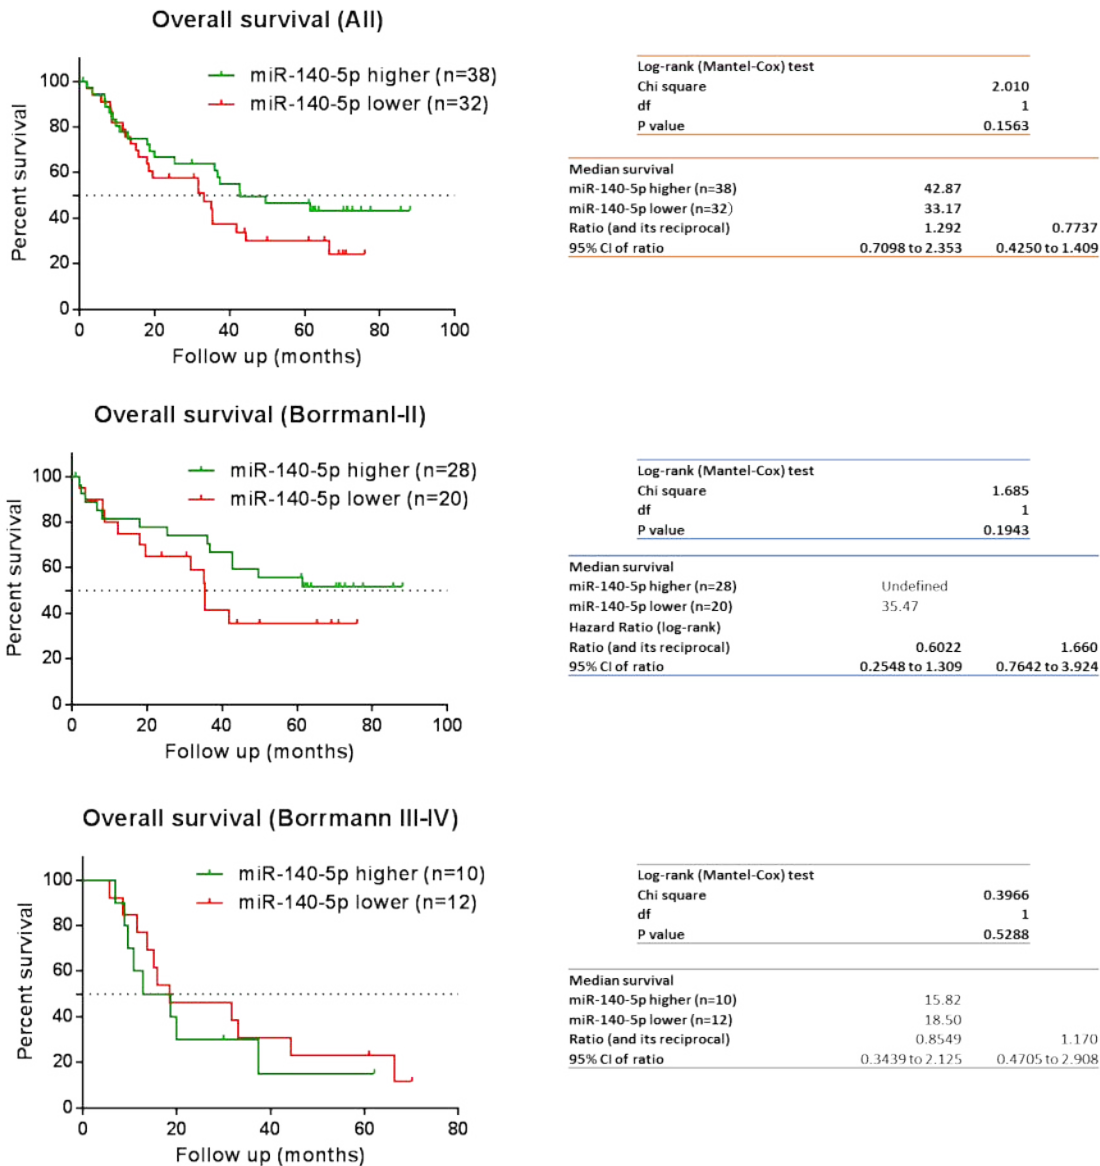 Overall survival (All)
Percent survival
100
80
60
40
20
0
miR-140-5p higher (n=38)
miR-140-5p lower (n=32)
0 20 40 60 80 100
Follow up (months)
Log-rank (Mantel-Cox) test
Chi square 2.010
df 1
P value 0.1563
Median survival
miR-140-5p higher (n=38) 42.87
miR-140-5p lower (n=32) 33.17
Ratio (and its reciprocal) 1.292 0.7737
95% CI of ratio 0.7098 to 2.353 0.4250 to 1.409
Overall survival (BorrmanI-II)
Percent survival
100
80
60
40
20
0
miR-140-5p higher (n=28)
miR-140-5p lower (n=20)
0 20 40 60 80 100
Follow up (months)
Log-rank (Mantel-Cox) test
Chi square 1.685
df 1
P value 0.1943
Median survival
miR-140-5p higher (n=28) Undefined
miR-140-5p lower (n=20) 35.47
Hazard Ratio (log-rank)
Ratio (and its reciprocal) 0.6022 1.660
95% CI of ratio 0.2548 to 1.309 0.7642 to 3.924
Overall survival (Borrmann III-IV)
Percent survival
100
80
60
40
20
0
miR-140-5p higher (n=10)
miR-140-5p lower (n=12)
0 20 40 60 80
Follow up (months)
Log-rank (Mantel-Cox) test
Chi square 0.3966
df 1
P value 0.5288
Median survival
miR-140-5p higher (n=10) 15.82
miR-140-5p lower (n=12) 18.50
Ratio (and its reciprocal) 0.8549 1.170
95% CI of ratio 0.3439 to 2.125 0.4705 to 2.908